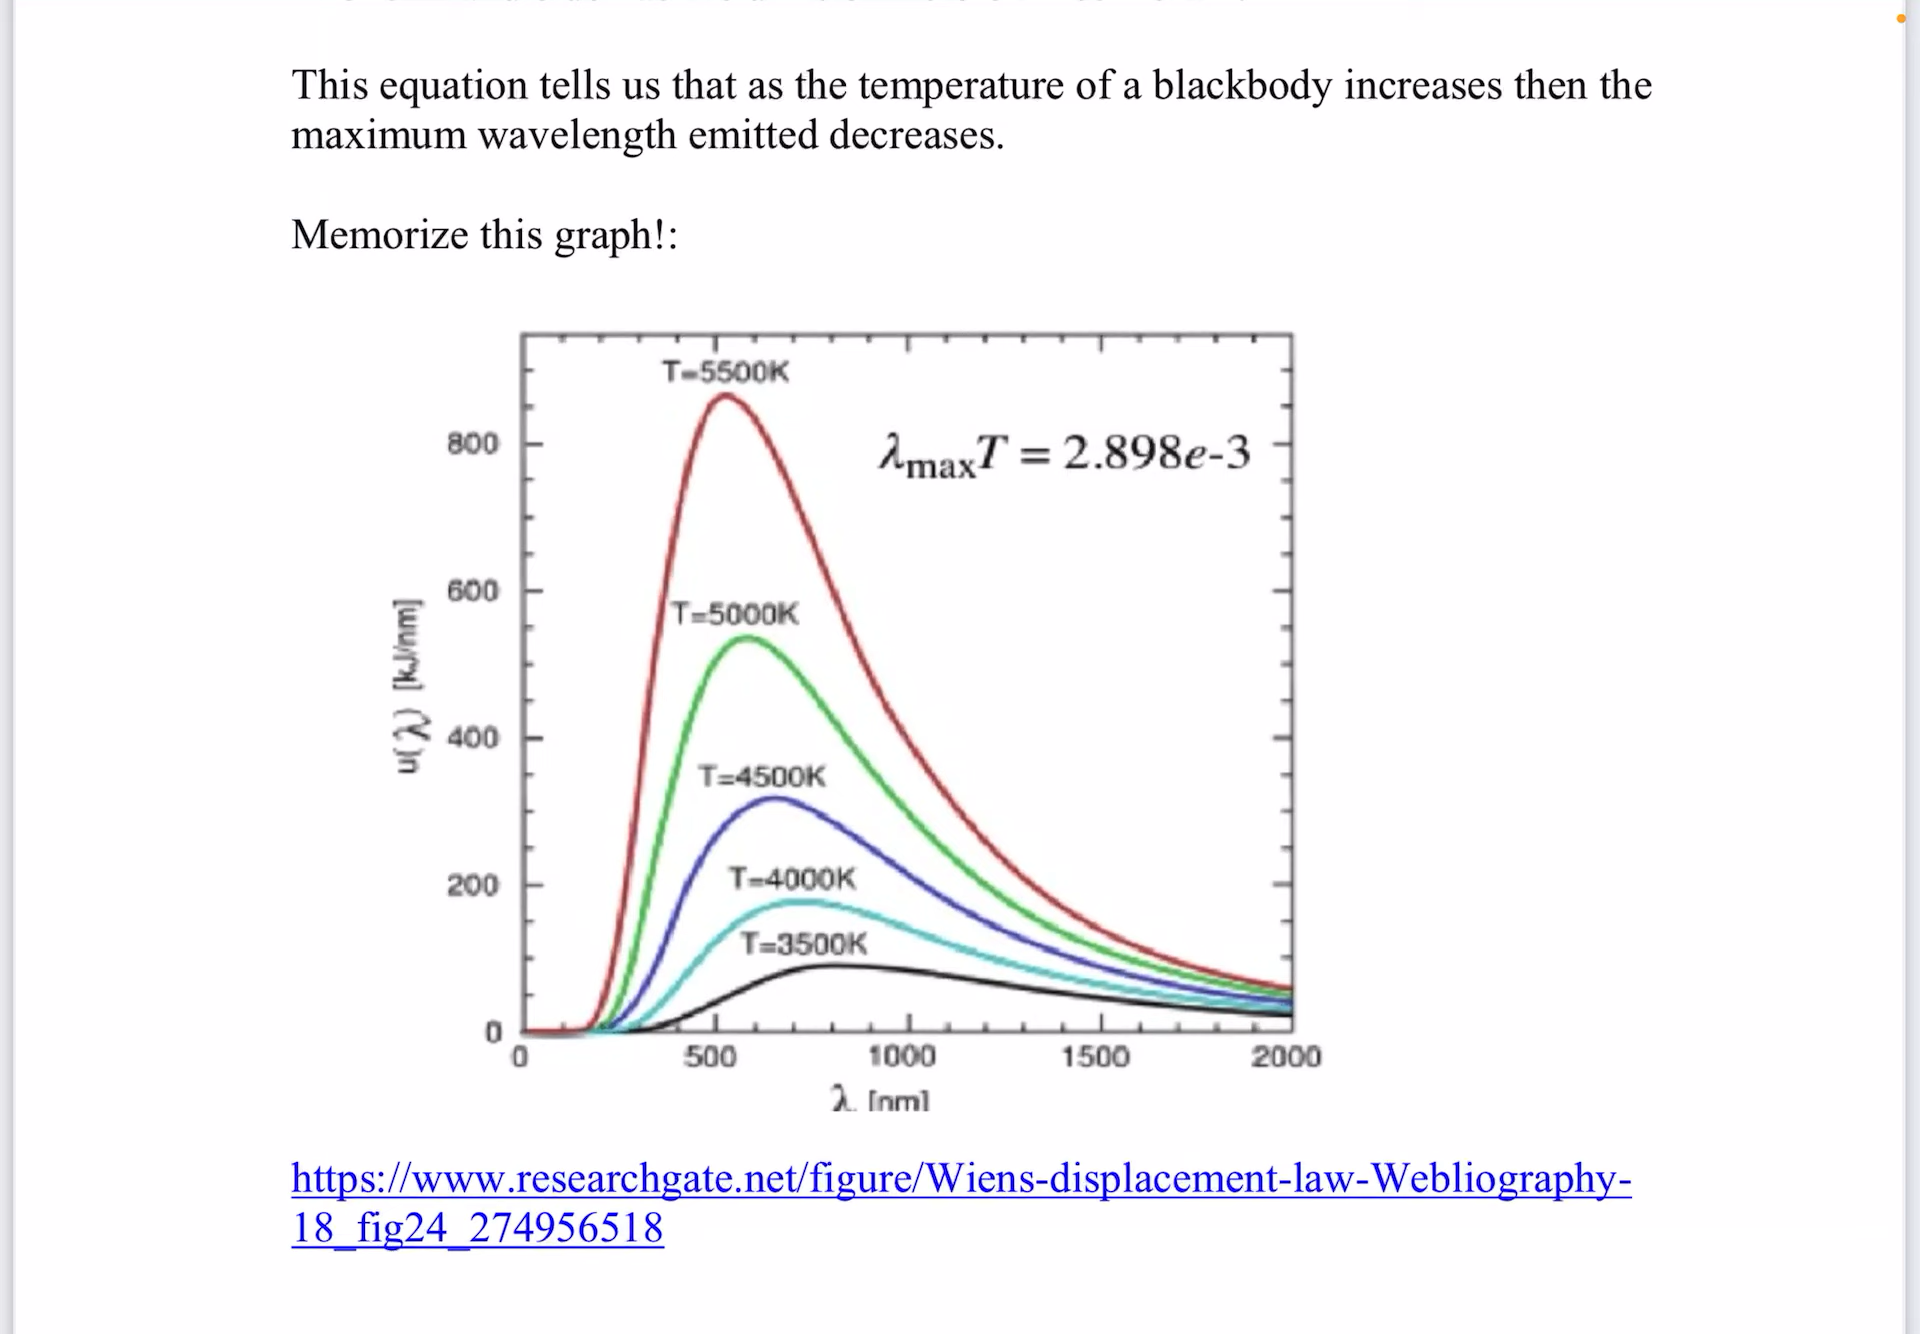 This equation tells us that as the temperature of a blackbody increases then the
maximum wavelength emitted decreases.
Memorize this graph!:
T=5500K
λmaxT = 2.898e-3
800
600
T=5000K
u(λ) [kJ/nm]
400
T=4500K
200
T=4000K
T=3500K
0
0 500 1000 1500 2000
λ [nm]
https://www.researchgate.net/figure/Wiens-displacement-law-Webliography-
18_fig24_274956518